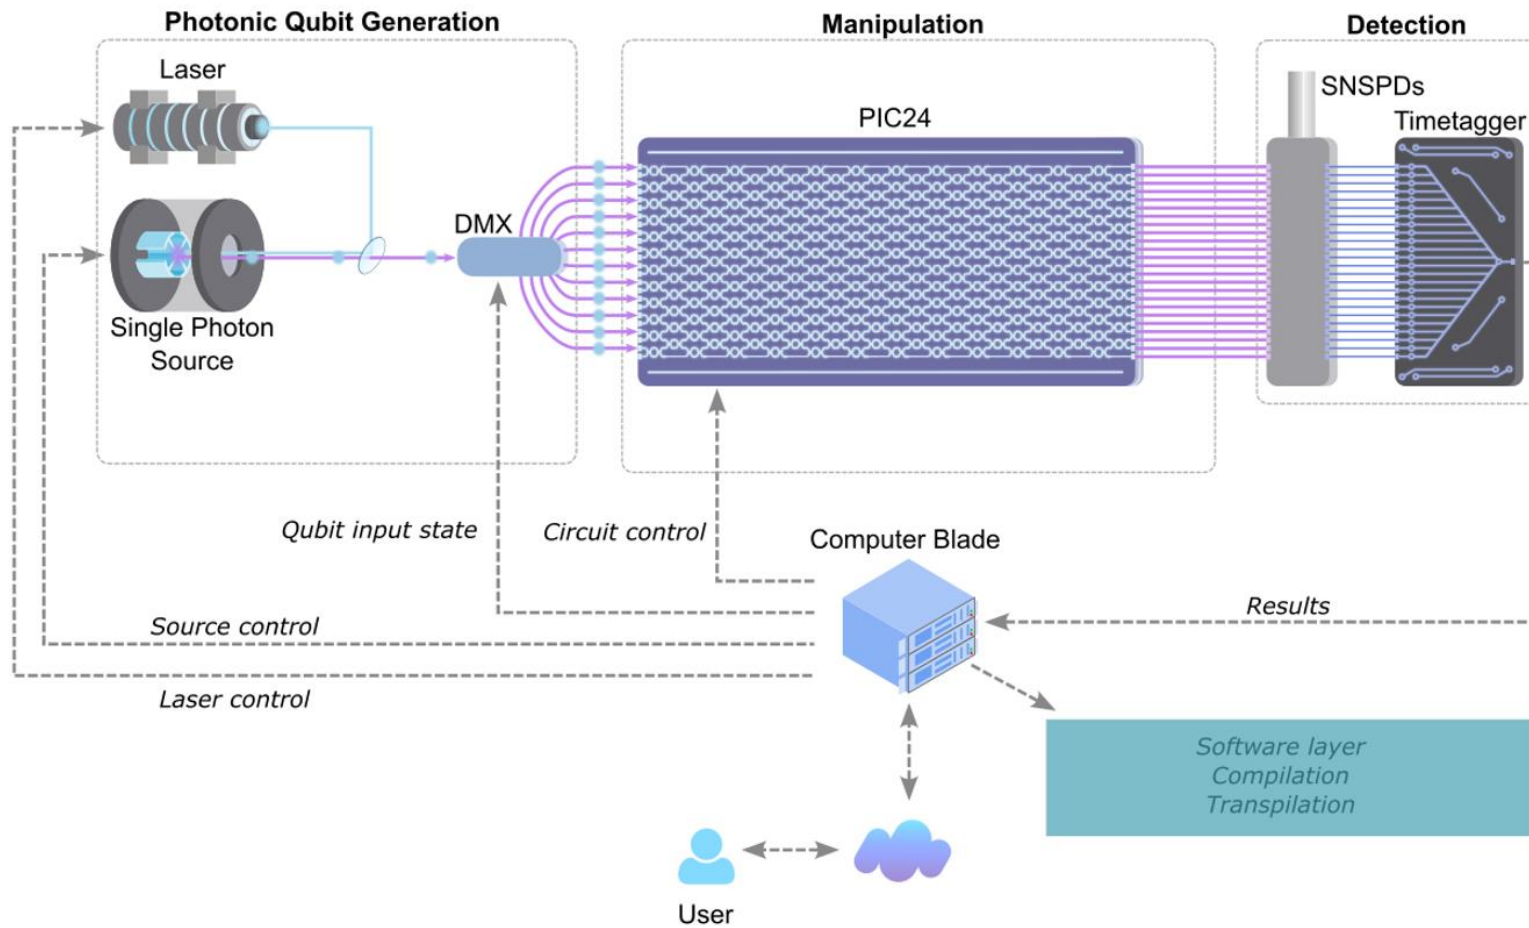 Photonic Qubit Generation
Manipulation
Detection
Laser
SNSPDs
PIC24
Timetagger
DMX
Single Photon
Source
Qubit input state
Circuit control
Computer Blade
Results
Source control
Laser control
Software layer
Compilation
Transpilation
User